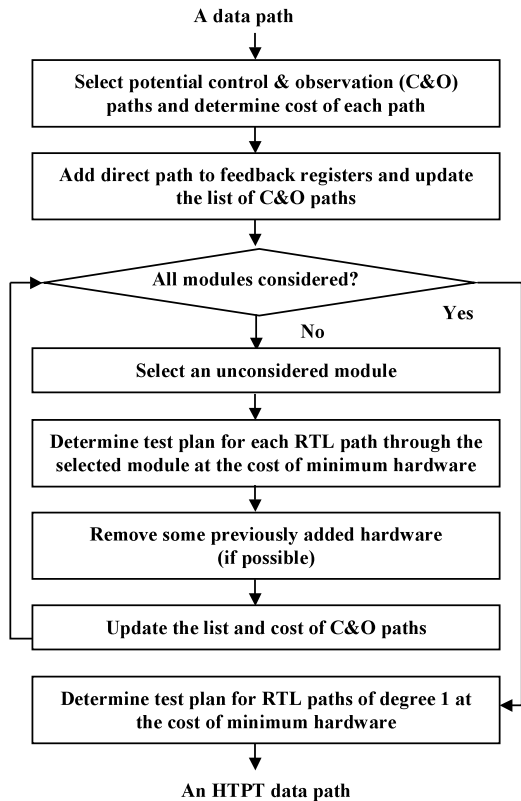 A data path
Select potential control & observation (C&O)
paths and determine cost of each path
Add direct path to feedback registers and update
the list of C&O paths
All modules considered?
Yes
No
Select an unconsidered module
Determine test plan for each RTL path through the
selected module at the cost of minimum hardware
Remove some previously added hardware
(if possible)
Update the list and cost of C&O paths
Determine test plan for RTL paths of degree 1 at
the cost of minimum hardware
An HTPT data path